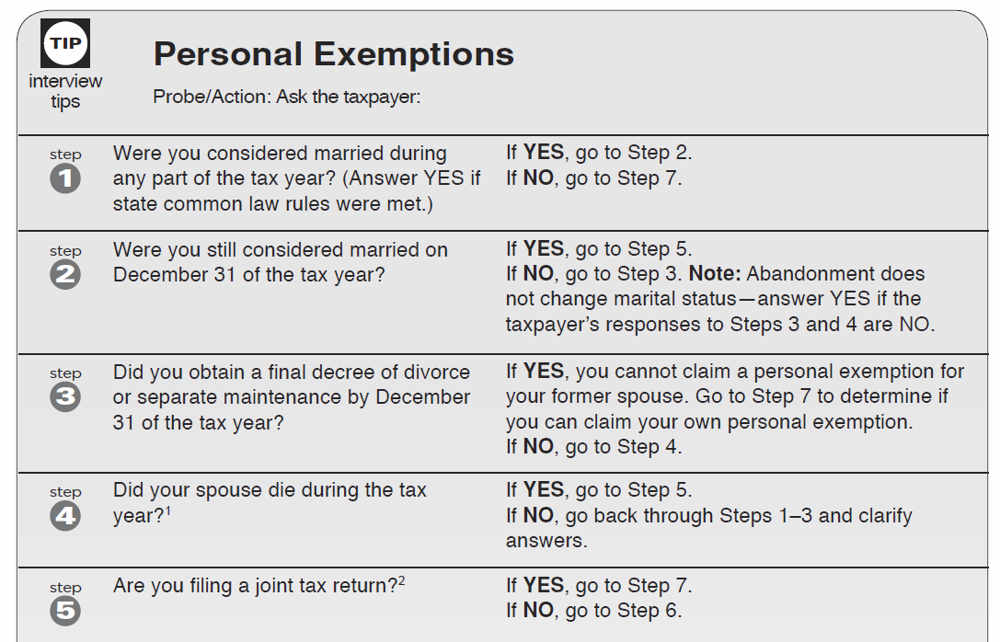 TIP
interview
tips
Personal Exemptions
Probe/Action: Ask the taxpayer:
step
1
Were you considered married during
any part of the tax year? (Answer YES if
state common law rules were met.)
If YES, go to Step 2.
If NO, go to Step 7.
step
2
Were you still considered married on
December 31 of the tax year?
If YES, go to Step 5.
If NO, go to Step 3. Note: Abandonment does
not change marital status—answer YES if the
taxpayer’s responses to Steps 3 and 4 are NO.
step
3
Did you obtain a final decree of divorce
or separate maintenance by December
31 of the tax year?
If YES, you cannot claim a personal exemption for
your former spouse. Go to Step 7 to determine if
you can claim your own personal exemption.
If NO, go to Step 4.
step
4
Did your spouse die during the tax
year?1
If YES, go to Step 5.
If NO, go back through Steps 1–3 and clarify
answers.
step
5
Are you filing a joint tax return?2
If YES, go to Step 7.
If NO, go to Step 6.